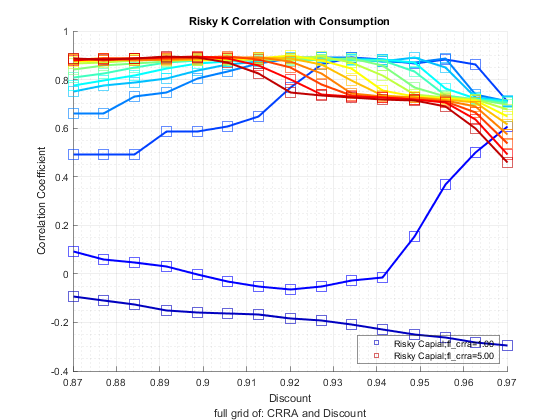 Risky K Correlation with Consumption
1
0.8
0.6
0.4
0.2
0
-0.2
-0.4
Correlation Coefficient
Risky Capial;fl_crra=1.00
Risky Capial;fl_crra=5.00
0.87 0.88 0.89 0.9 0.91 0.92 0.93 0.94 0.95 0.96 0.97
Discount
full grid of: CRRA and Discount